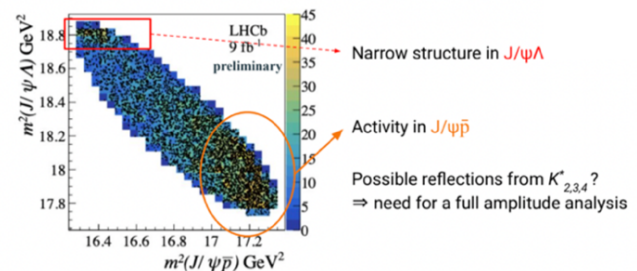 LHCb
9 fb⁻¹
preliminary
m²(J/ψ Λ) GeV²
18.8
18.6
18.4
18.2
18
17.8
16.4 16.6 16.8 17 17.2
m²(J/ψ p̅) GeV²
45
40
35
30
25
20
15
10
5
0
Narrow structure in J/ψΛ
Activity in J/ψp̅
Possible reflections from K*₂,₃,₄?
⇒ need for a full amplitude analysis